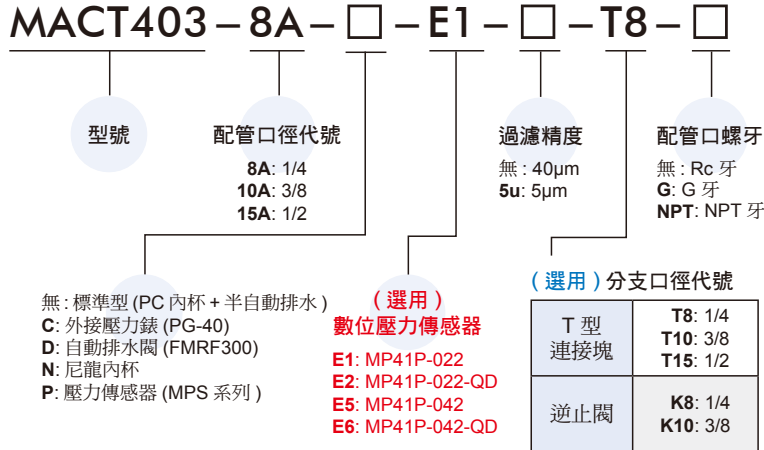 MACT403 – 8A – □ – E1 – □ – T8 – □
型號
配管口徑代號
8A: 1/4
10A: 3/8
15A: 1/2
過濾精度
無 : 40μm
5u: 5μm
配管口螺牙
無 : Rc 牙
G: G 牙
NPT: NPT 牙
無 : 標準型 (PC 內杯 + 半自動排水 )
C: 外接壓力錶 (PG-40)
D: 自動排水閥 (FMRF300)
N: 尼龍內杯
P: 壓力傳感器 (MPS 系列 )
( 選用 )
數位壓力傳感器
E1: MP41P-022
E2: MP41P-022-QD
E5: MP41P-042
E6: MP41P-042-QD
( 選用 ) 分支口徑代號
T 型
連接塊
T8: 1/4
T10: 3/8
T15: 1/2
逆止閥
K8: 1/4
K10: 3/8